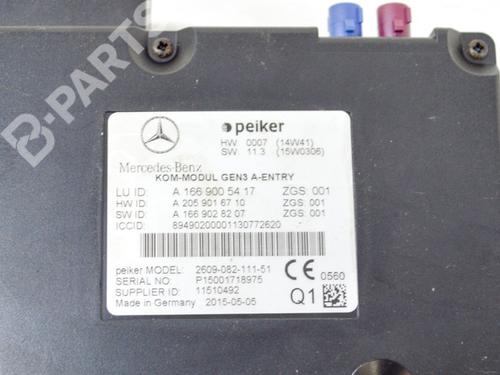 B-PARTS
peiker
HW: 0007 (14W41)
SW: 11.3 (15W0306)
Mercedes-Benz
KOM-MODUL GEN3 A-ENTRY
LU ID: A 166 900 54 17 ZGS: 001
HW ID: A 205 901 67 10 ZGS: 001
SW ID: A 166 902 82 07 ZGS: 001
ICCID: 89490200001130772620
peiker MODEL: 2609-082-111-51
SERIAL NO.: P15001718975
SUPPLIER ID: 11510492
Made in Germany 2015-05-05
CE 0560
Q1